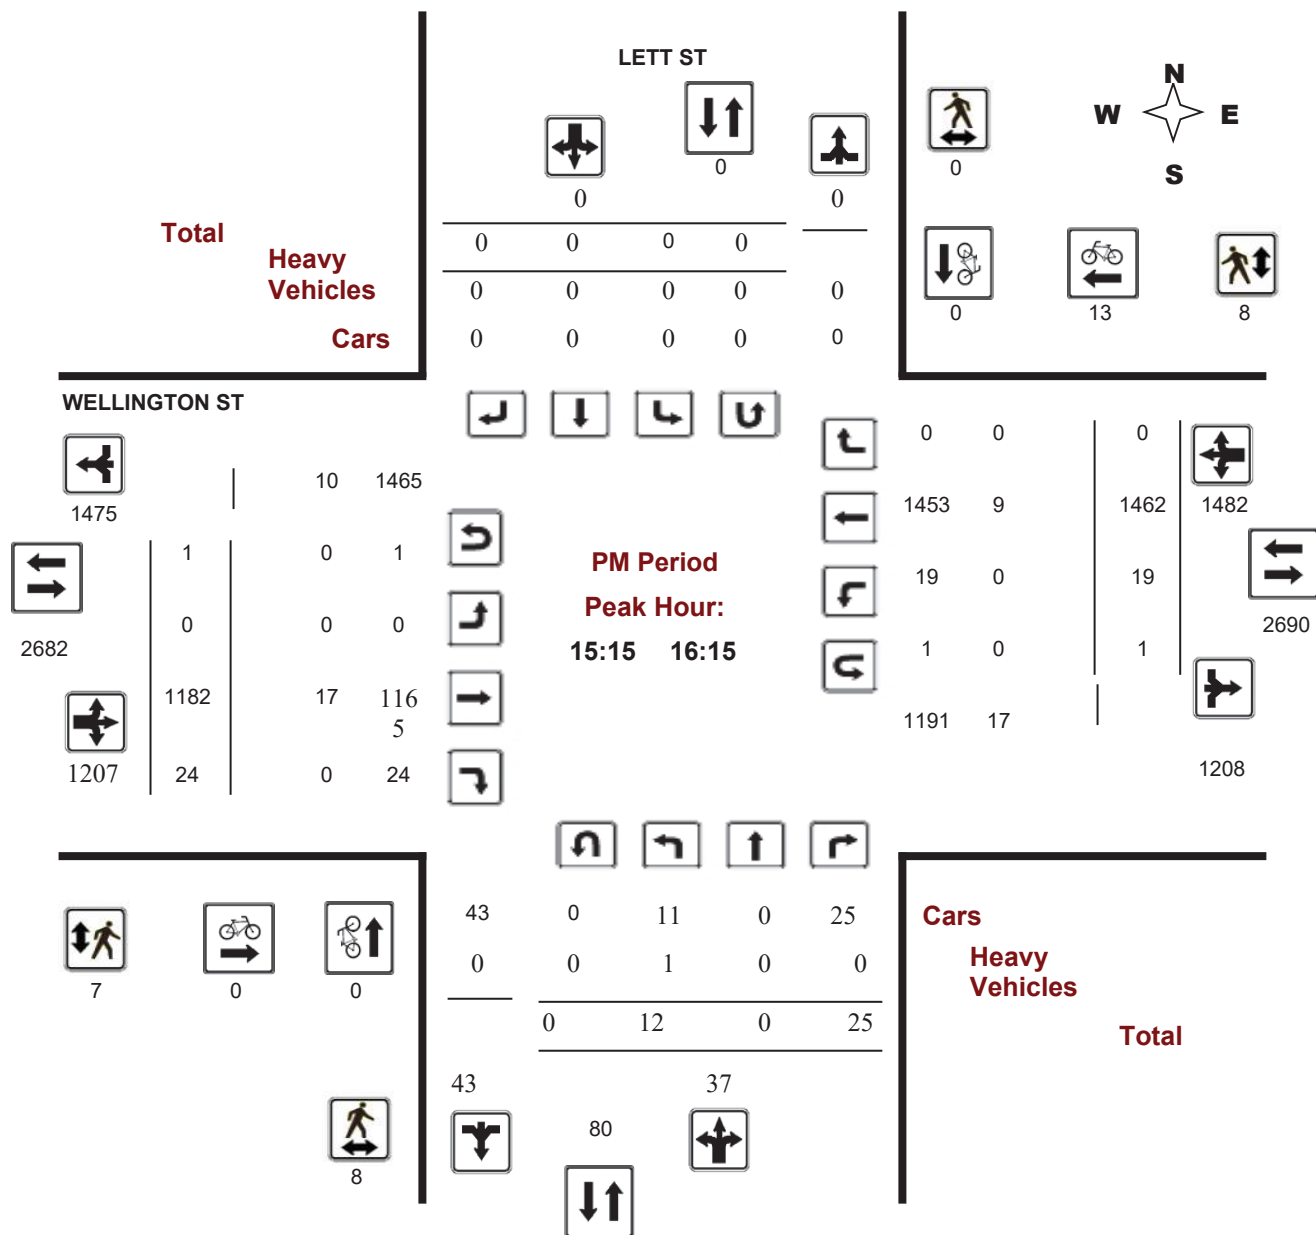 LETT ST
N
W E
S
0
0
0
0 0
Total
0 0 0 0
Heavy
Vehicles
0 0 0 0 0
0 13 8
Cars
0 0 0 0 0
WELLINGTON ST
0 0 0
10 1465
1475
1453 9 1462 1482
1 0 1
PM Period
19 0 19
Peak Hour:
0 0 0
2690
2682
15:15 16:15
1 0 1
1182 17 116
5
1191 17
1207 24 0 24
1208
43 0 11 0 25
Cars
0 0 1 0 0
Heavy
Vehicles
7 0 0
0 12 0 25
Total
43 37
80
8